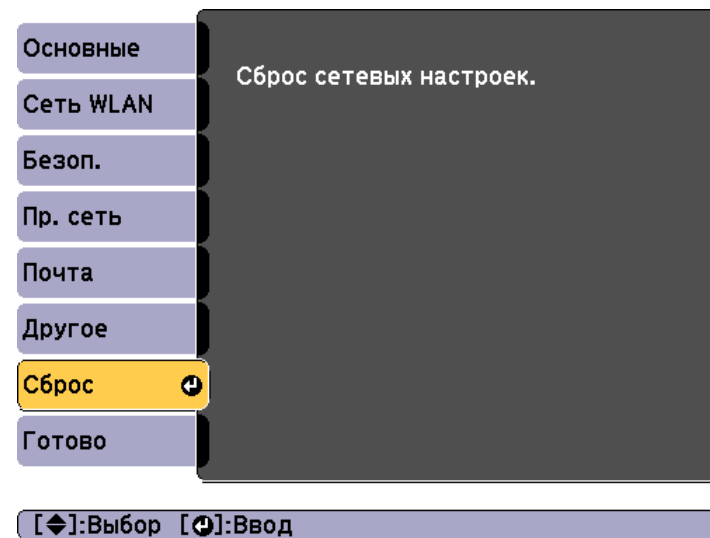 Основные
Сеть WLAN
Безоп.
Пр. сеть
Почта
Другое
Сброс
Готово
Сброс сетевых настроек.
[◆]:Выбор [↵]:Ввод